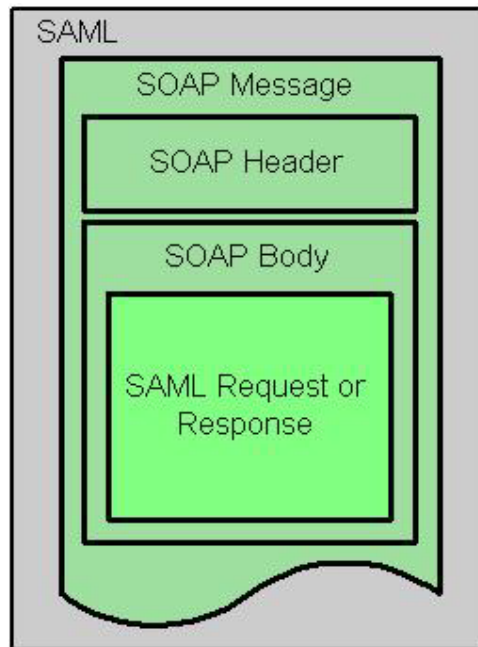 SAML
SOAP Message
SOAP Header
SOAP Body
SAML Request or
Response